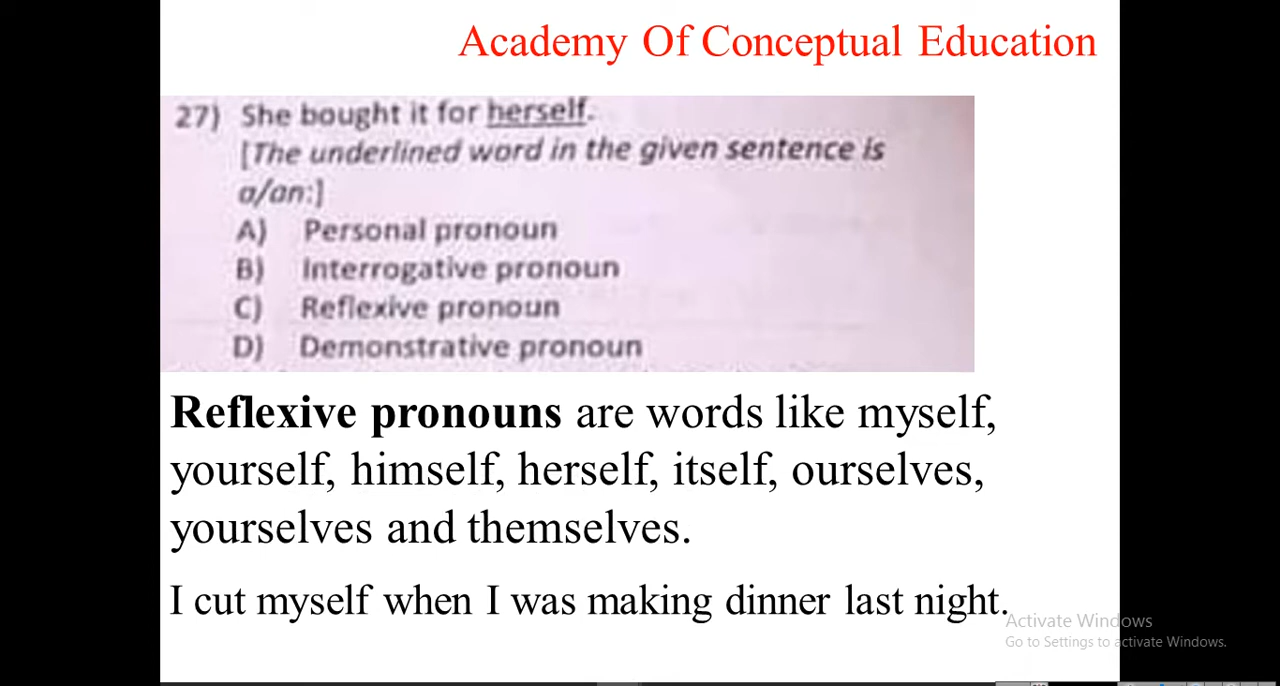 Academy Of Conceptual Education
27) She bought it for herself.
[The underlined word in the given sentence is
a/an:]
A) Personal pronoun
B) Interrogative pronoun
C) Reflexive pronoun
D) Demonstrative pronoun
Reflexive pronouns are words like myself,
yourself, himself, herself, itself, ourselves,
yourselves and themselves.
I cut myself when I was making dinner last night.
Activate Windows
Go to Settings to activate Windows.